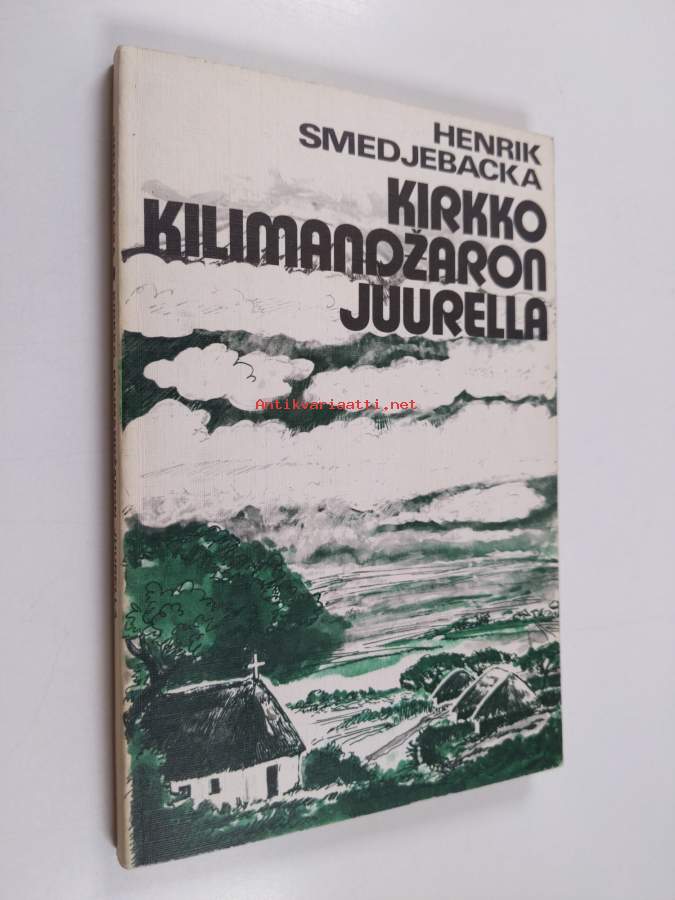 HENRIK
SMEDJEBACKA
KIRKKO
KILIMANDŽARON
JUURELLA
Antikvariaatti.net